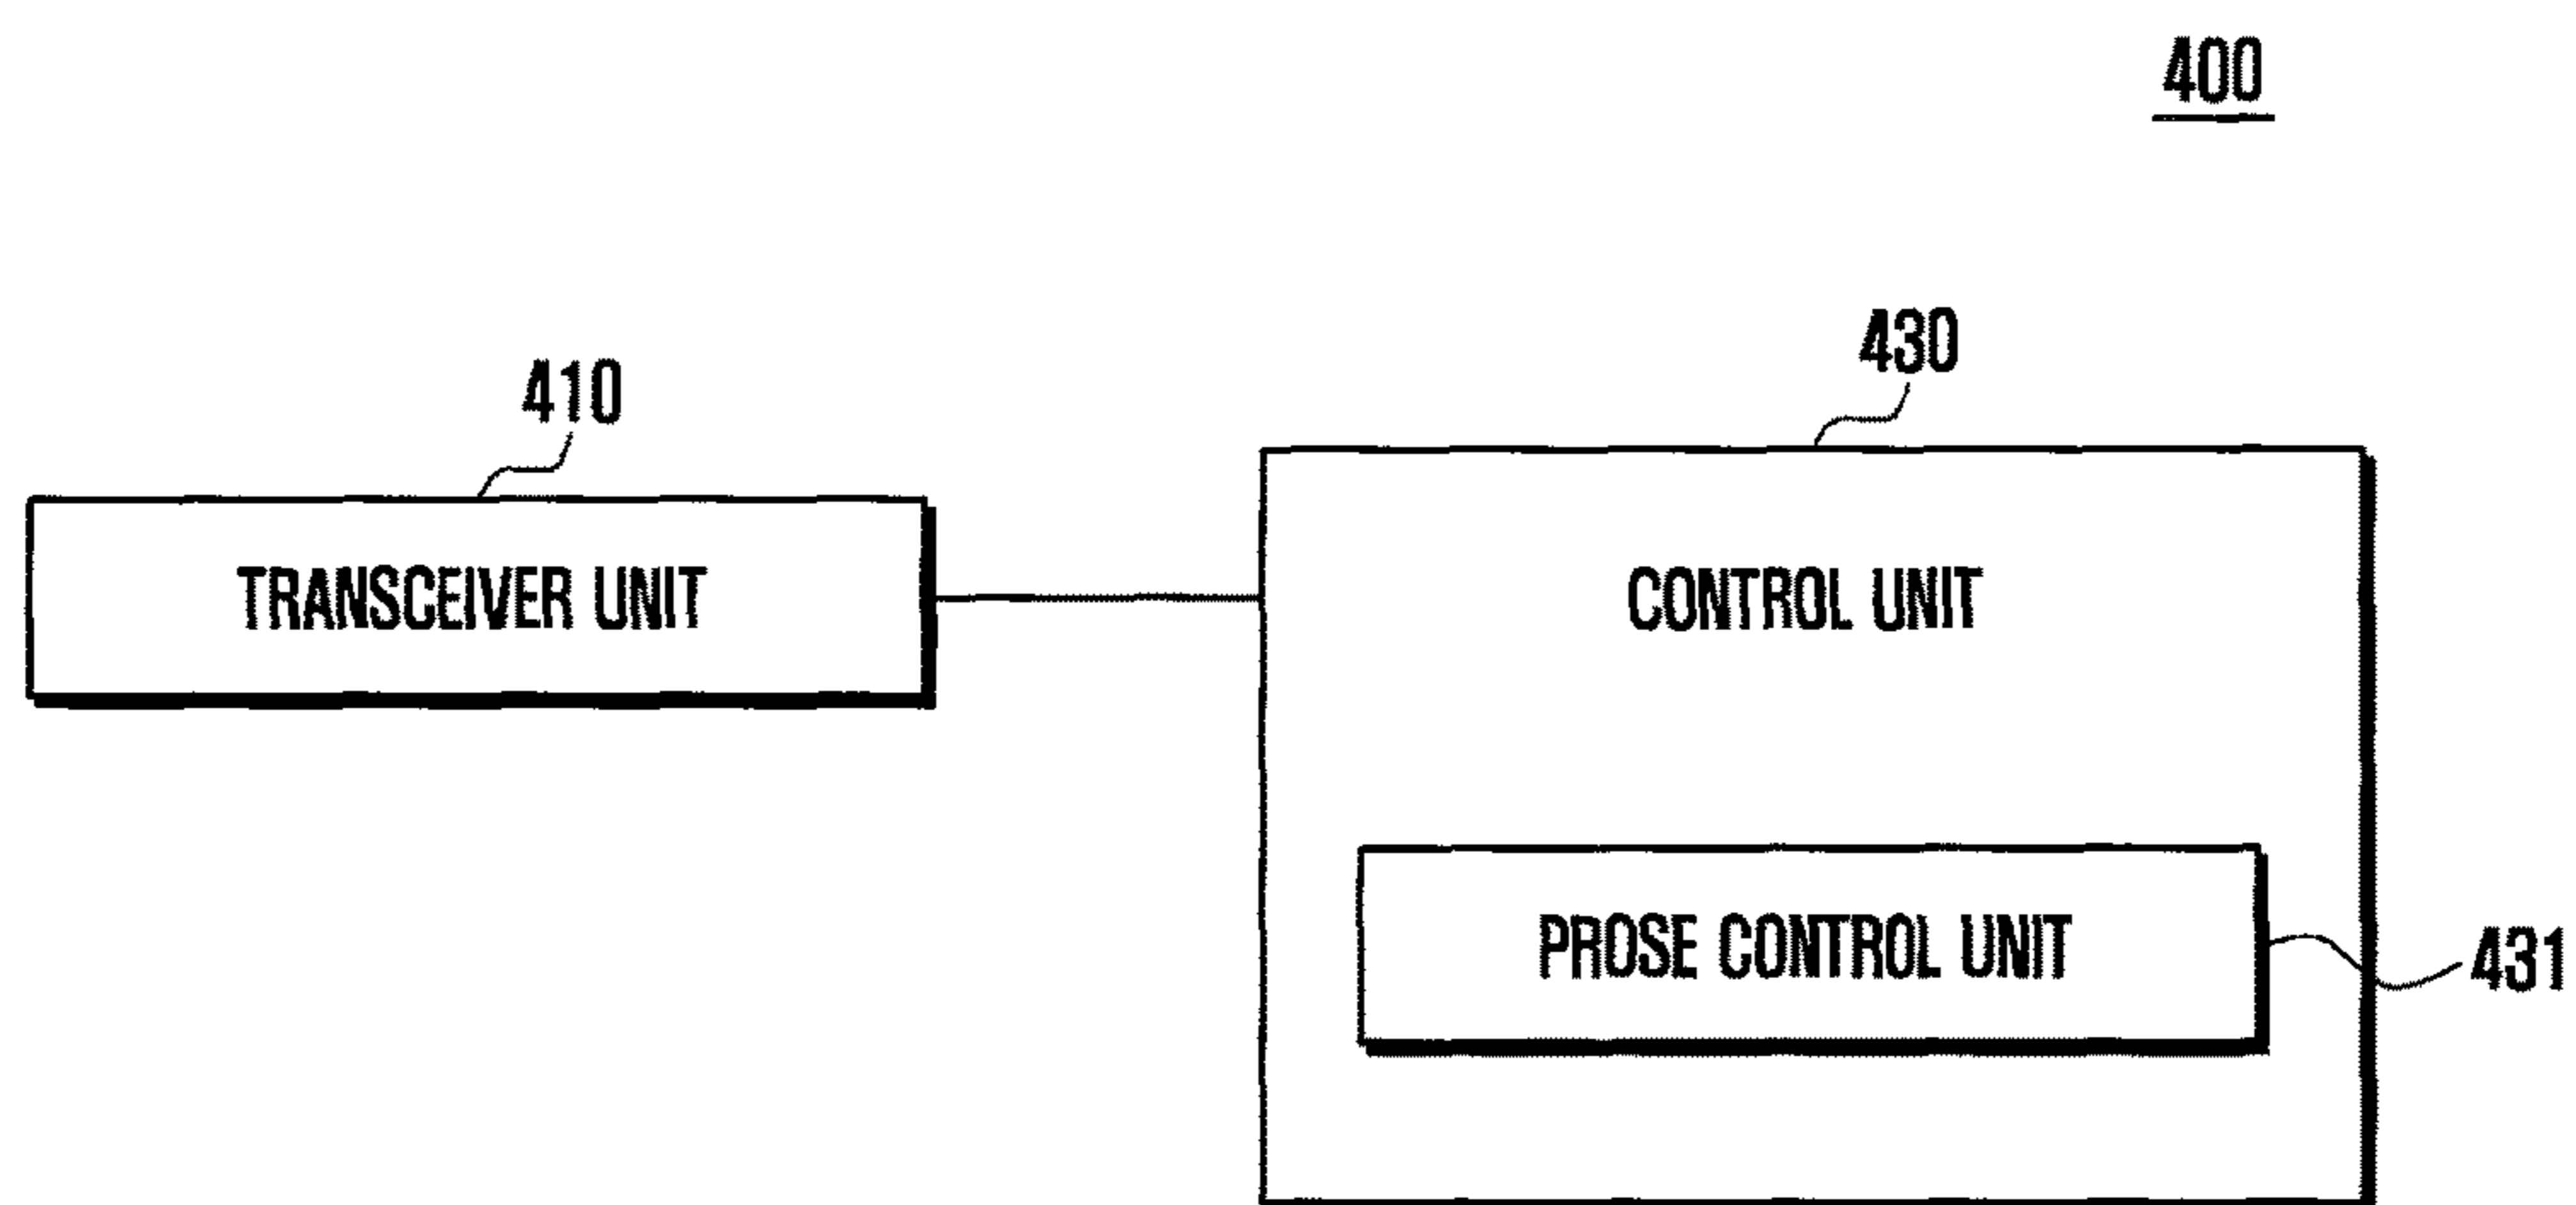 400
430
410
TRANSCEIVER UNIT
CONTROL UNIT
PROSE CONTROL UNIT
431